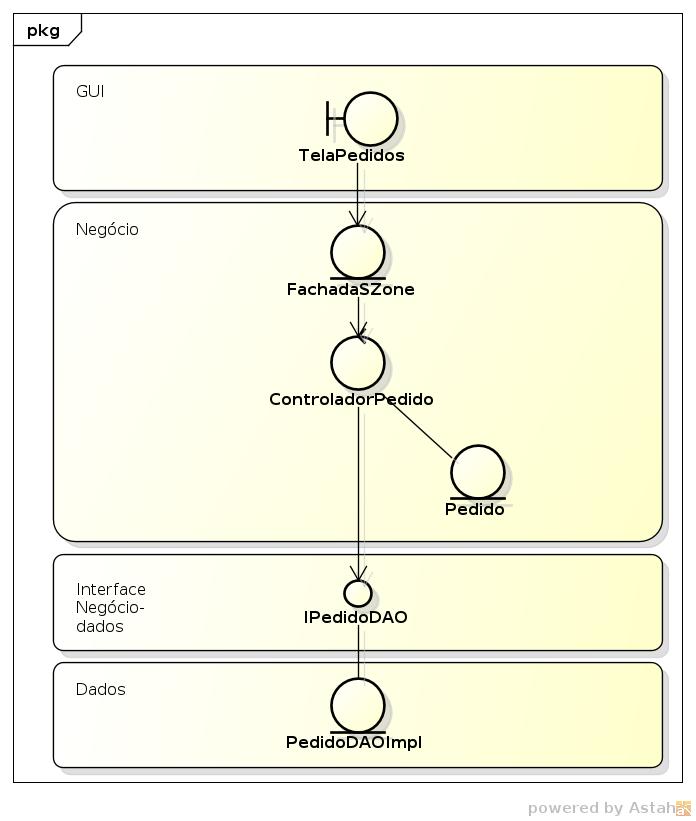 pkg
GUI
TelaPedidos
Negócio
FachadaSZone
ControladorPedido
Pedido
Interface
Negócio-
dados
IPedidoDAO
Dados
PedidoDAOImpl
powered by Astah